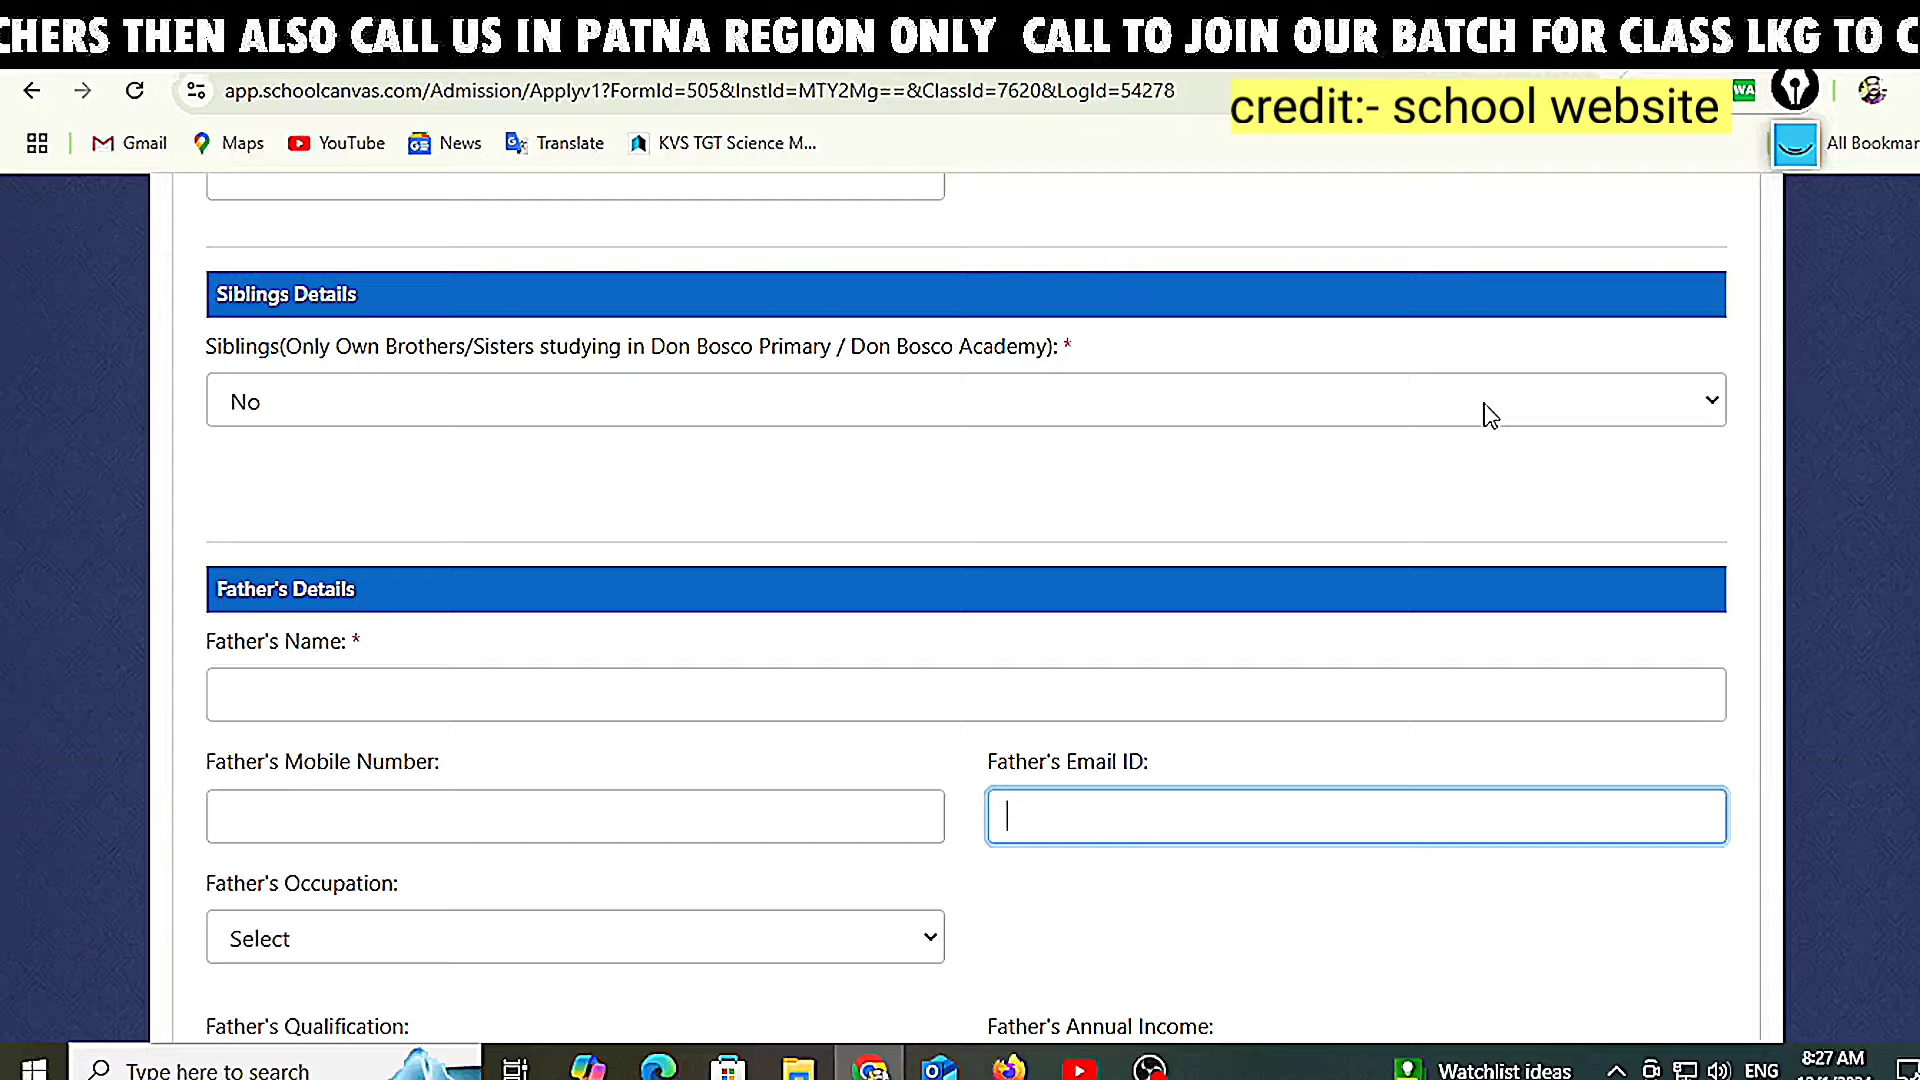 CHERS THEN ALSO CALL US IN PATNA REGION ONLY CALL TO JOIN OUR BATCH FOR CLASS LKG TO C
app.schoolcanvas.com/Admission/Applyv1?FormId=505&InstId=MTY2Mg==&ClassId=7620&LogId=54278
credit:- school website
WA
Gmail
Maps
YouTube
News
Translate
KVS TGT Science M...
All Bookmar
Siblings Details
Siblings(Only Own Brothers/Sisters studying in Don Bosco Primary / Don Bosco Academy): *
No
Father's Details
Father's Name: *
Father's Mobile Number:
Father's Email ID:
Father's Occupation:
Select
Father's Qualification:
Father's Annual Income:
Type here to search
Watchlist ideas
ENG
8:27 AM